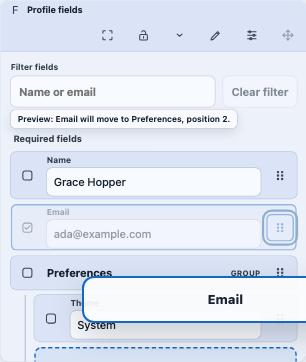 F Profile fields
Filter fields
Name or email
Clear filter
Preview: Email will move to Preferences, position 2.
Required fields
Name
Grace Hopper
Email
ada@example.com
Preferences GROUP
Email
System